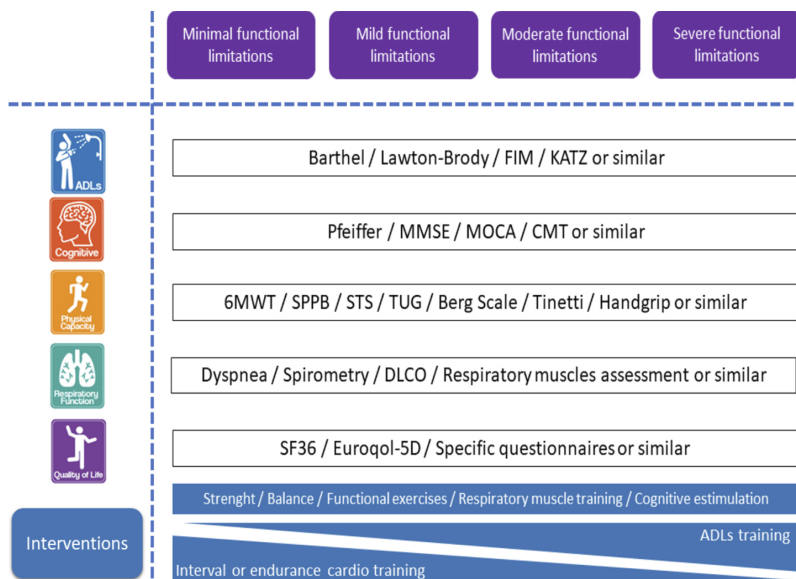 Minimal functional
limitations
Mild functional
limitations
Moderate functional
limitations
Severe functional
limitations
ADLs
Barthel / Lawton-Brody / FIM / KATZ or similar
Cognitive
Pfeiffer / MMSE / MOCA / CMT or similar
Physical
Capacity
6MWT / SPPB / STS / TUG / Berg Scale / Tinetti / Handgrip or similar
Respiratory
Function
Dyspnea / Spirometry / DLCO / Respiratory muscles assessment or similar
Quality of Life
SF36 / Euroqol-5D / Specific questionnaires or similar
Interventions
Strenght / Balance / Functional exercises / Respiratory muscle training / Cognitive estimulation
ADLs training
Interval or endurance cardio training